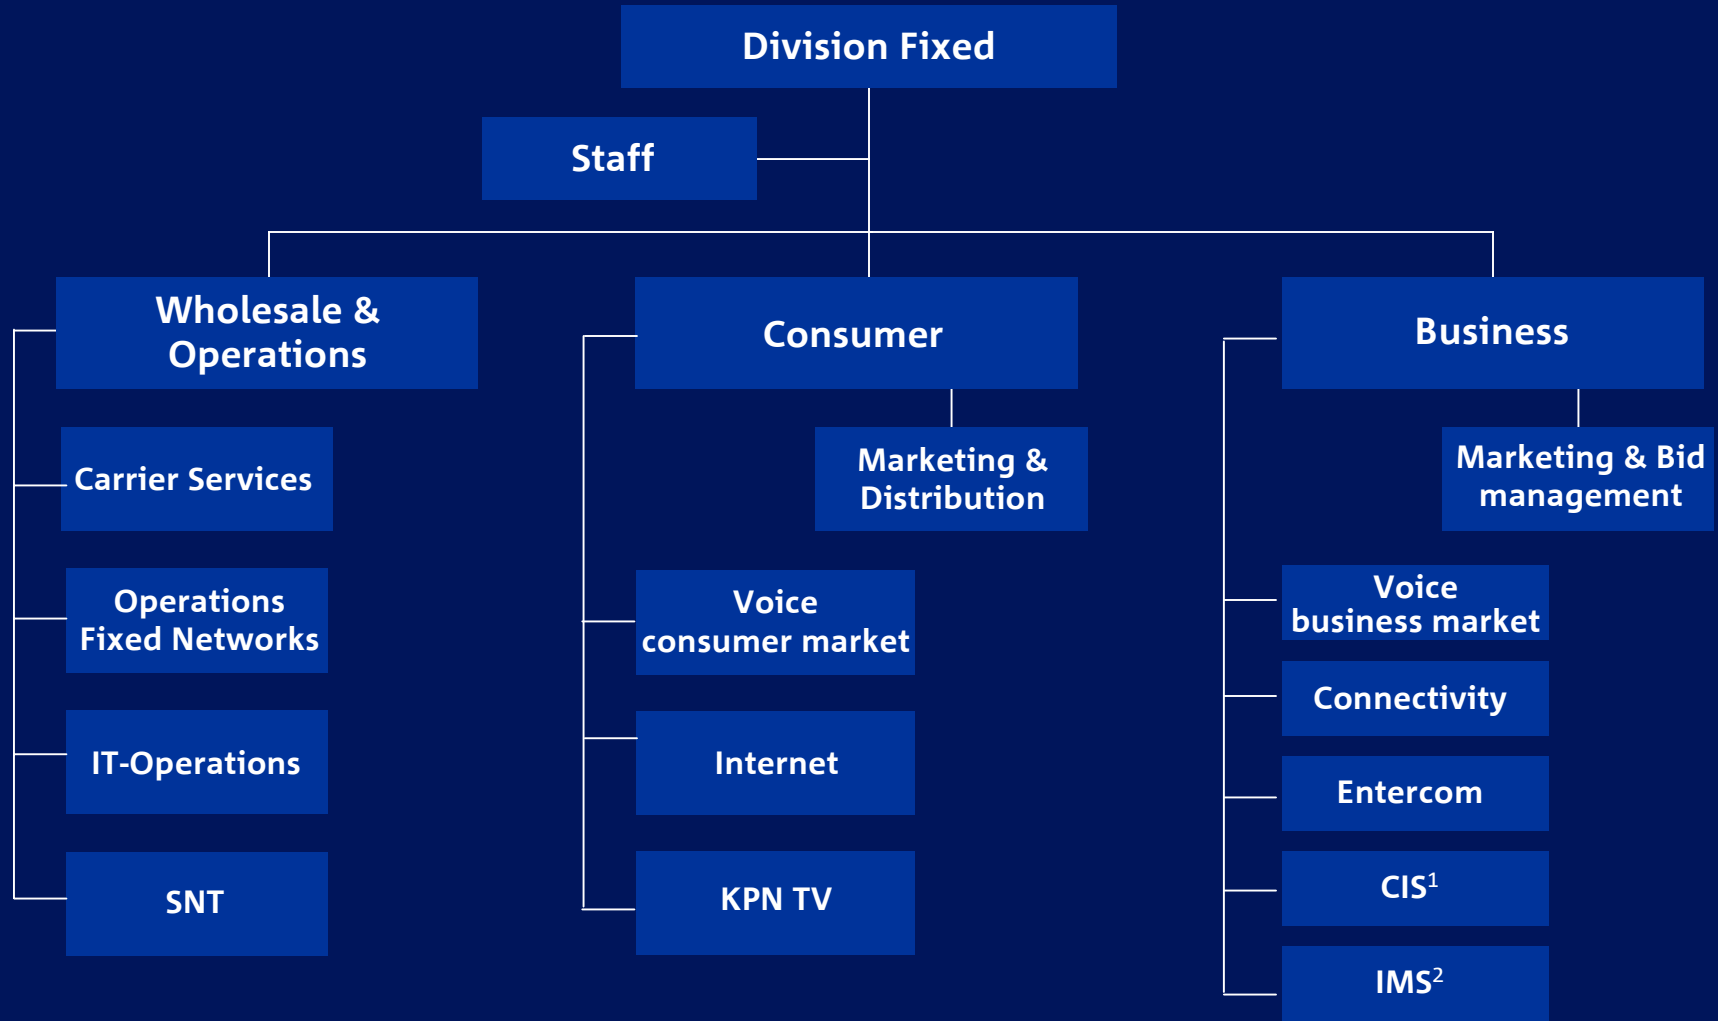 Division Fixed
Staff
Wholesale &
Operations
Consumer
Business
Carrier Services
Marketing &
Distribution
Marketing & Bid
management
Operations
Fixed Networks
Voice
consumer market
Voice
business market
Connectivity
IT-Operations
Internet
Entercom
SNT
KPN TV
CIS¹
IMS²